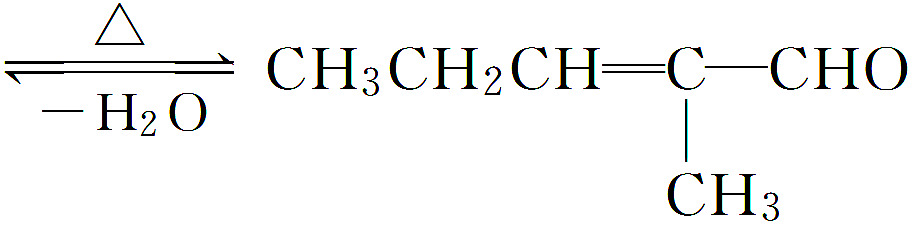 △
⇌ CH₃CH₂CH=C—CHO
−H₂O
CH₃